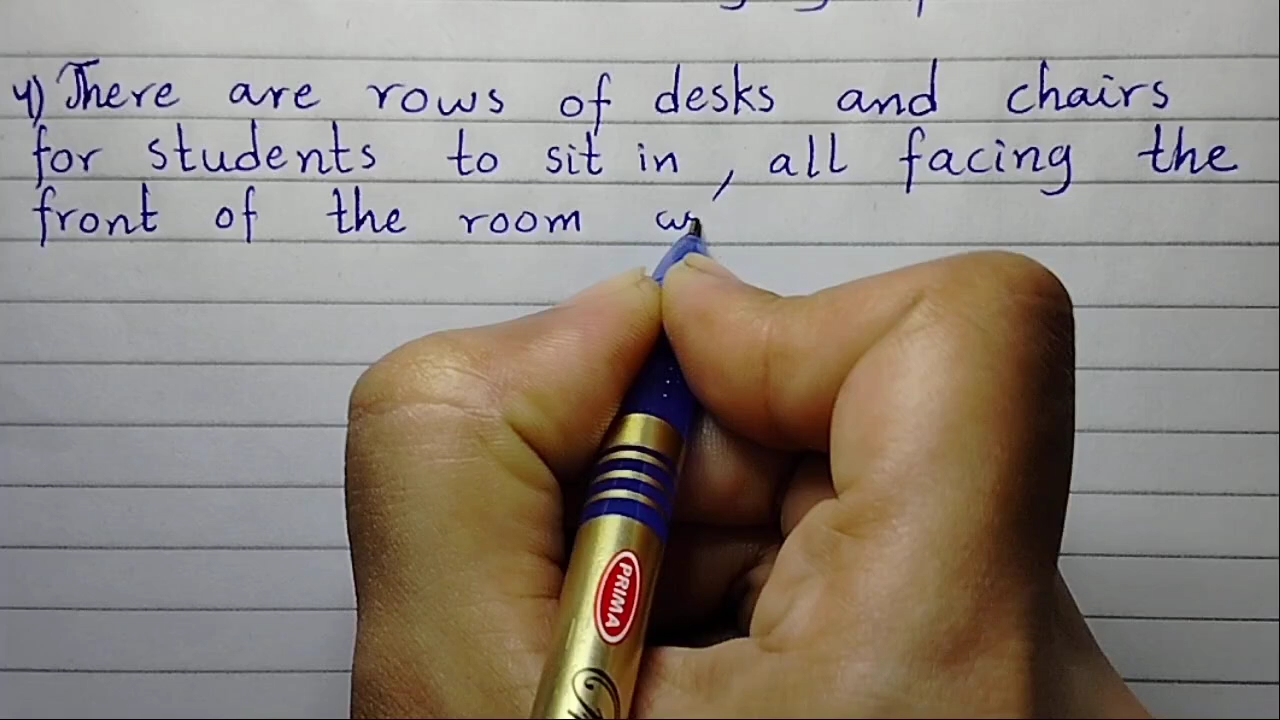 4) There are rows of desks and chairs
for students to sit in, all facing the
front of the room
PRIMA